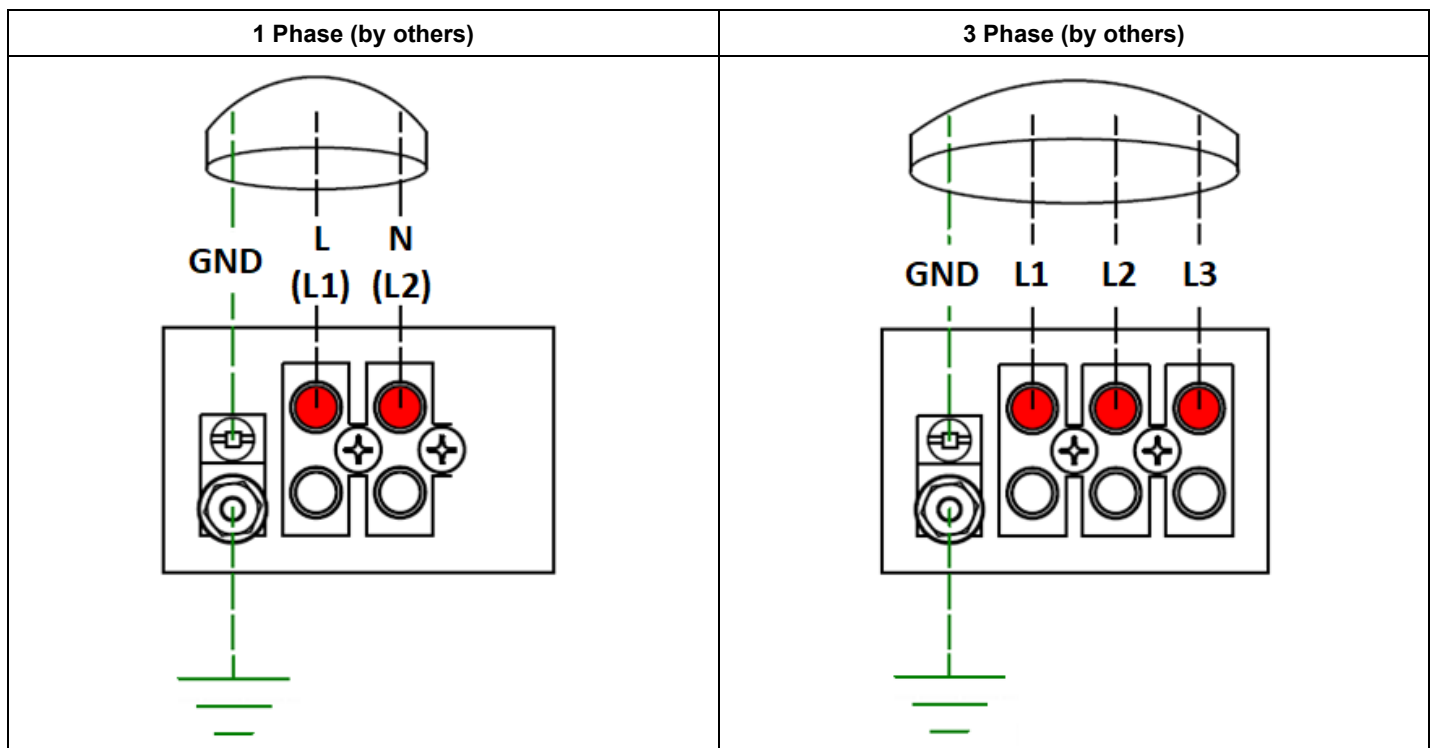 1 Phase (by others)
3 Phase (by others)
GND
L
(L1)
N
(L2)
GND
L1
L2
L3